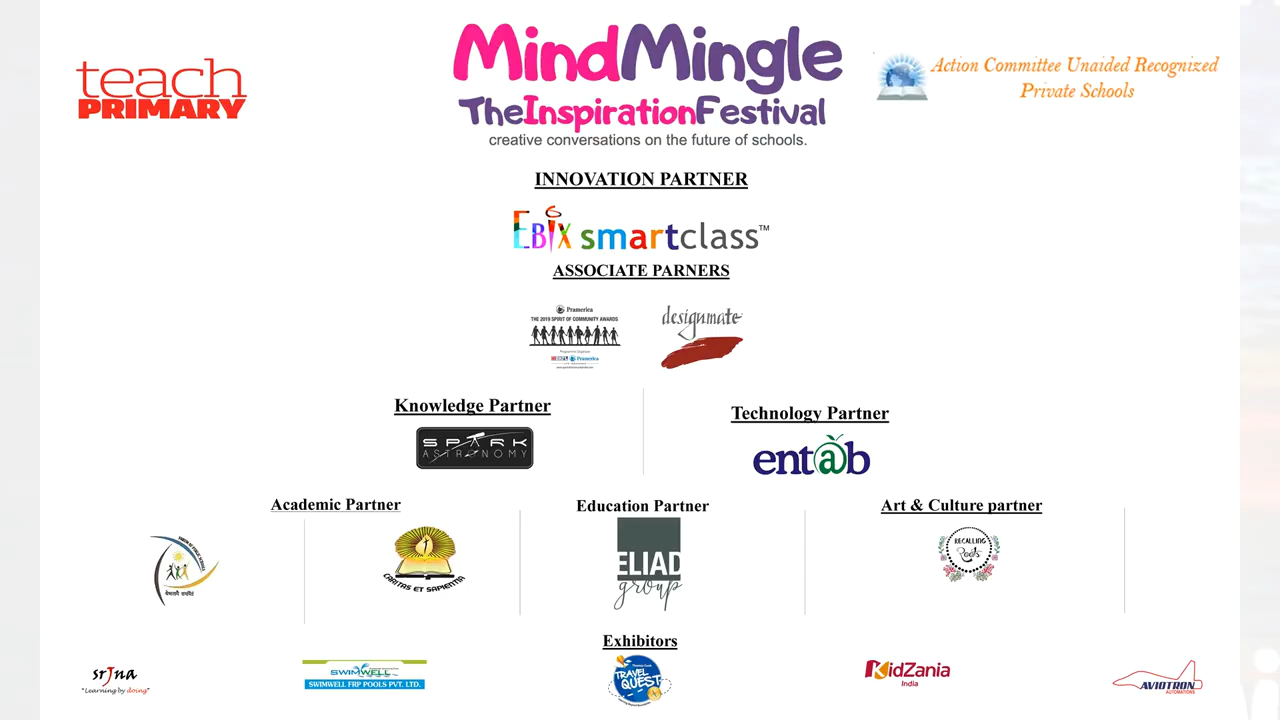 teach
PRIMARY
MindMingle
TheInspirationFestival
creative conversations on the future of schools.
Action Committee Unaided Recognized
Private Schools
INNOVATION PARTNER
EBIX smartclass™
ASSOCIATE PARNERS
Pramerica
THE 2019 SPIRIT OF COMMUNITY AWARDS
Pramerica
designmate
Knowledge Partner
SPARK
ASTRONOMY
Technology Partner
ent@b
Academic Partner
CARITAS ET SAPIENTIA
Education Partner
ELIAD
group
Art & Culture partner
RECALLING
Roots
Exhibitors
srJna
"Learning by doing"
SWIMWELL
SWIMWELL FRP POOLS PVT. LTD.
TRAVEL
QUEST
KidZania
India
AVIOTRON
AUTOMATIONS